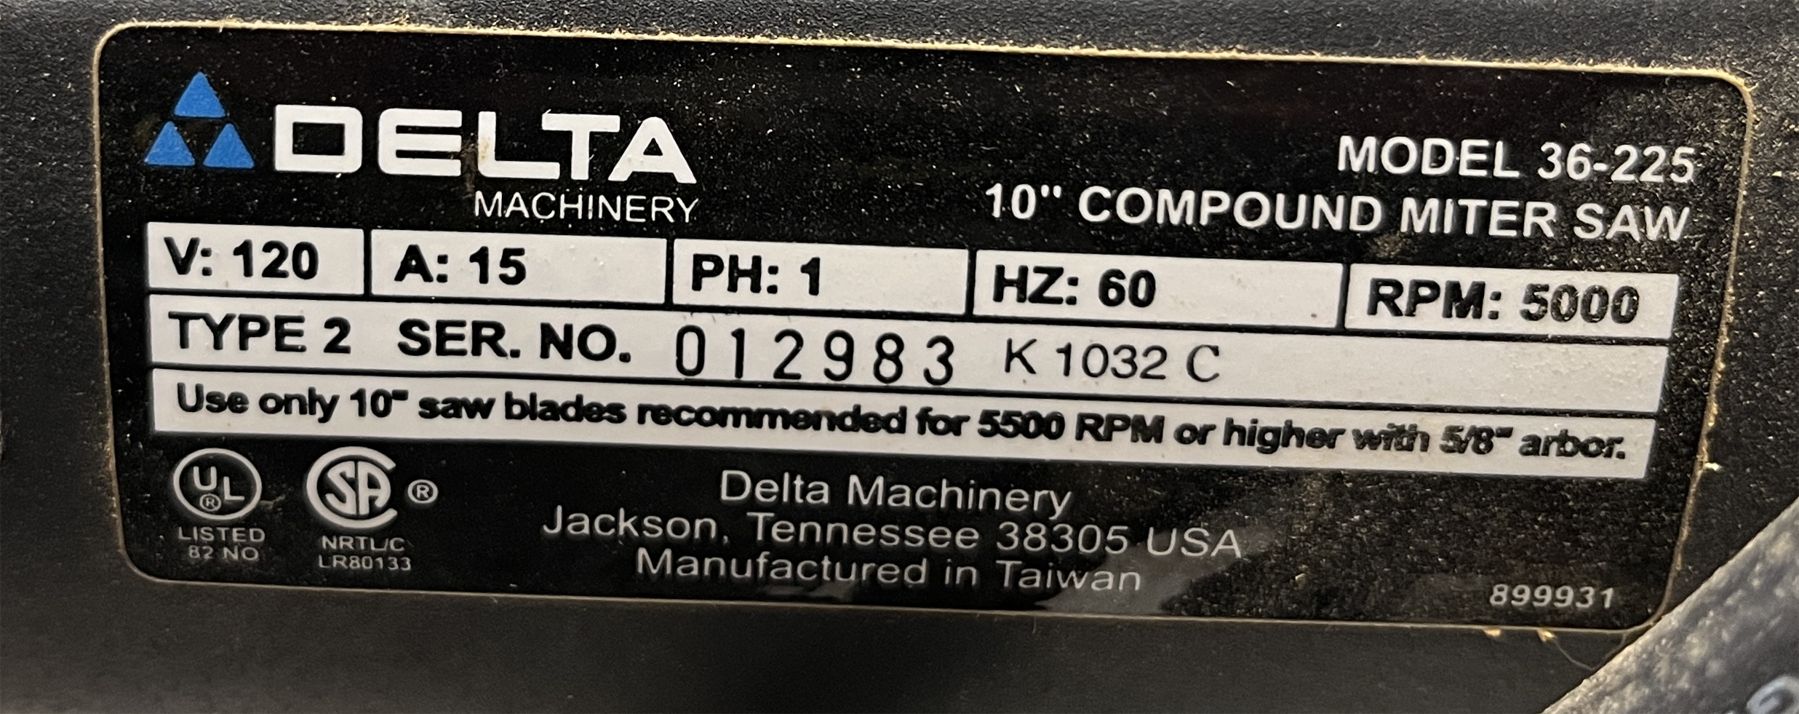 DELTA
MACHINERY
MODEL 36-225
10" COMPOUND MITER SAW
V: 120 A: 15 PH: 1 HZ: 60 RPM: 5000
TYPE 2 SER. NO. 012983 K 1032 C
Use only 10" saw blades recommended for 5500 RPM or higher with 5/8" arbor.
UL ®
LISTED
82 NO
SA ®
NRTL/C
LR80133
Delta Machinery
Jackson, Tennessee 38305 USA
Manufactured in Taiwan
899931